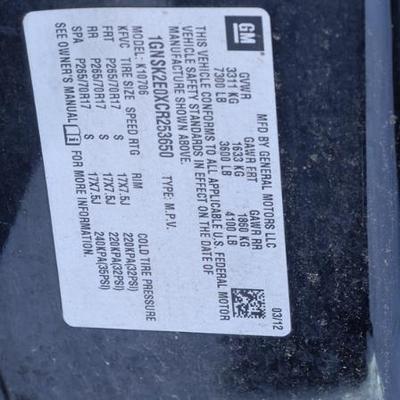 GM
MFD BY GENERAL MOTORS LLC
03/12
GVWR GAWR FRT GAWR RR
3311 KG 1633 KG 1860 KG
7300 LB 3600 LB 4100 LB
THIS VEHICLE CONFORMS TO ALL APPLICABLE U.S. FEDERAL MOTOR
VEHICLE SAFETY STANDARDS IN EFFECT ON THE DATE OF
MANUFACTURE SHOWN ABOVE.
1GNSK2E0XCR253650 TYPE: M.P.V.
MODEL: K10706
KFVC TIRE SIZE SPEED RTG RIM COLD TIRE PRESSURE
FRT P265/70R17 S 17X7.5J 220KPA(32PSI)
RR P265/70R17 S 17X7.5J 220KPA(32PSI)
SPA P265/70R17 S 17X7.5J 240KPA(35PSI)
SEE OWNER'S MANUAL i FOR MORE INFORMATION.